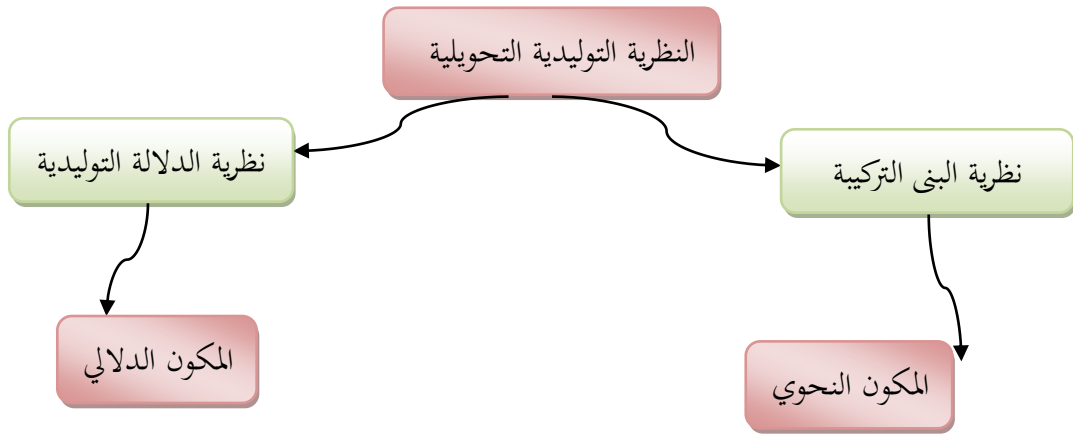 النظرية التوليدية التحويلية
نظرية البنى التركيبة
نظرية الدلالة التوليدية
المكون النحوي
المكون الدلالي